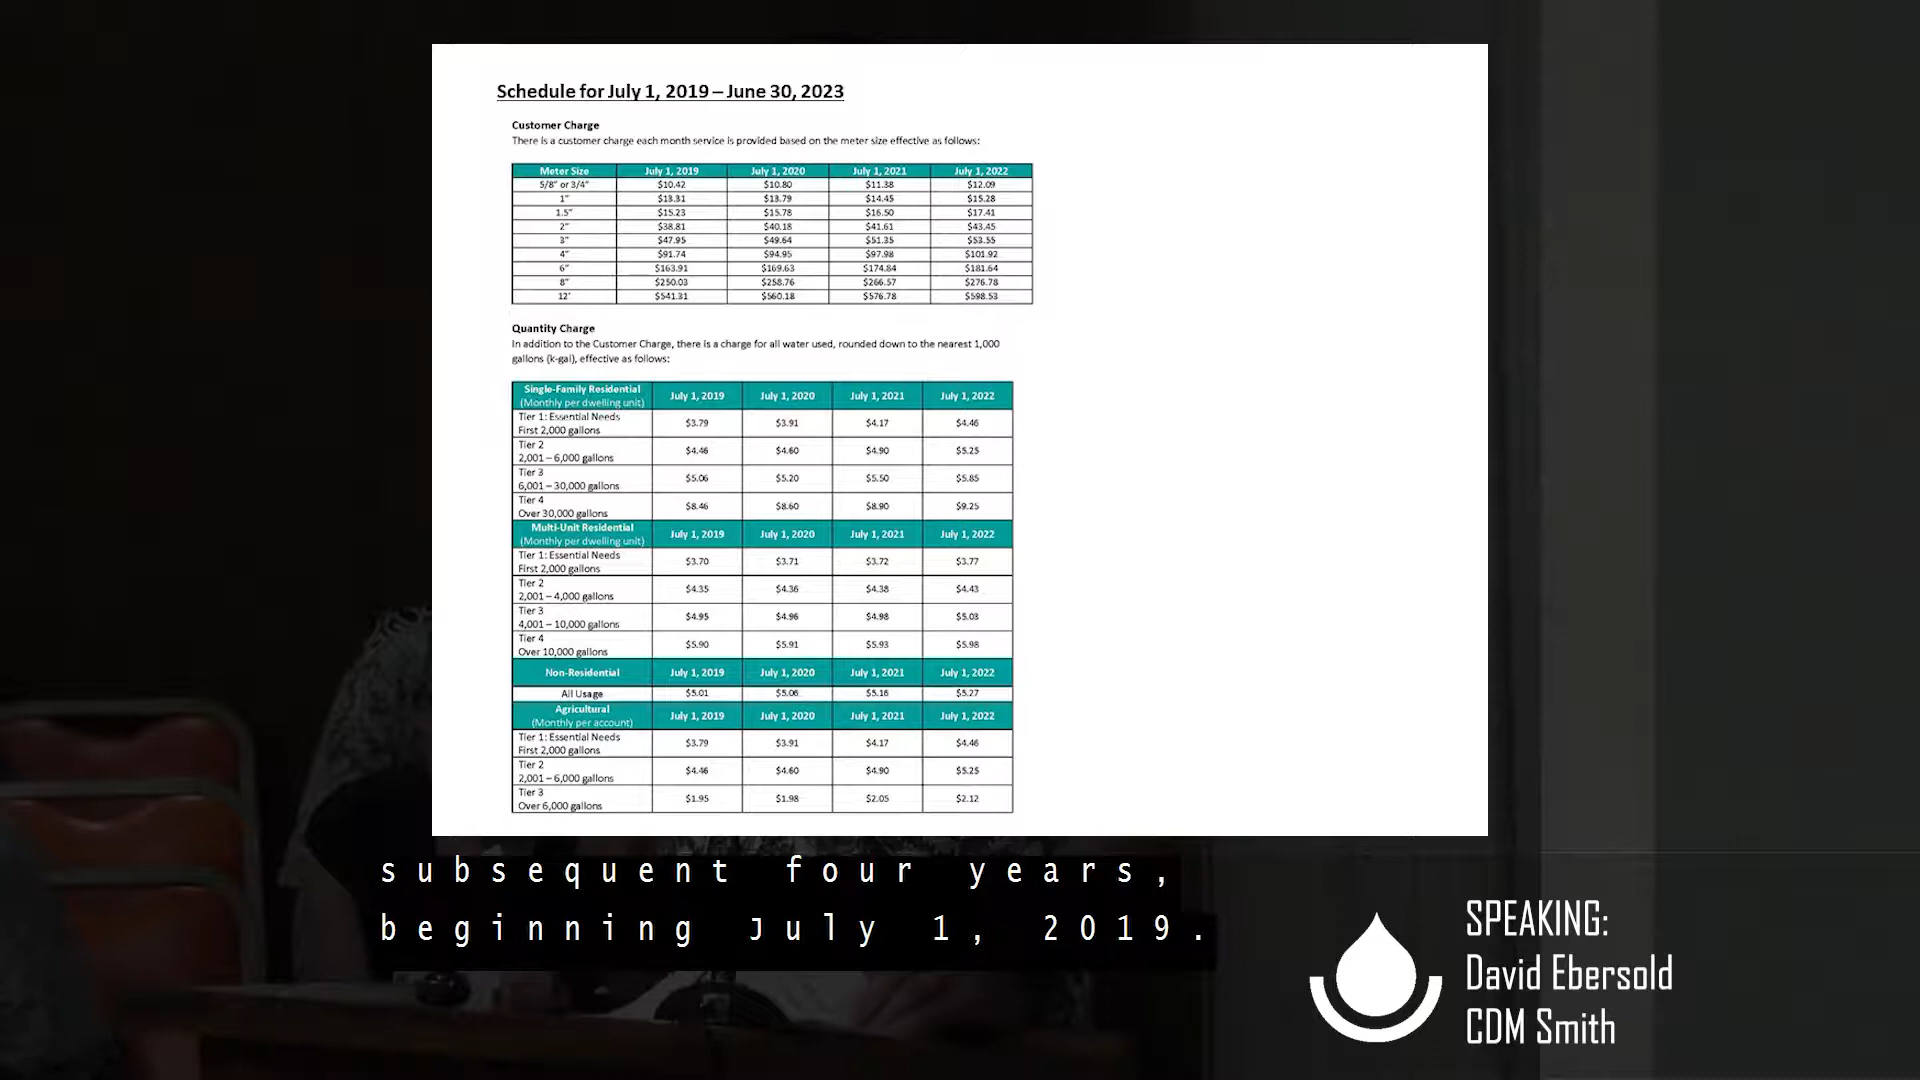 Schedule for July 1, 2019 – June 30, 2023
Customer Charge
There is a customer charge each month service is provided based on the meter size effective as follows:
Meter Size July 1, 2019 July 1, 2020 July 1, 2021 July 1, 2022
5/8" or 3/4" $10.42 $10.80 $11.38 $12.09
1" $13.31 $13.79 $14.45 $15.28
1.5" $15.23 $15.78 $16.50 $17.41
2" $38.81 $40.18 $41.61 $43.45
3" $47.95 $49.64 $51.35 $53.55
4" $91.74 $94.95 $97.98 $101.92
6" $163.91 $169.63 $174.84 $181.64
8" $250.03 $258.76 $266.57 $276.78
12' $541.31 $560.18 $576.78 $598.53
Quantity Charge
In addition to the Customer Charge, there is a charge for all water used, rounded down to the nearest 1,000
gallons (k-gal), effective as follows:
Single-Family Residential
(Monthly per dwelling unit) July 1, 2019 July 1, 2020 July 1, 2021 July 1, 2022
Tier 1: Essential Needs
First 2,000 gallons $3.79 $3.91 $4.17 $4.46
Tier 2
2,001 – 6,000 gallons $4.46 $4.60 $4.90 $5.25
Tier 3
6,001 – 30,000 gallons $5.06 $5.20 $5.50 $5.85
Tier 4
Over 30,000 gallons $8.46 $8.60 $8.90 $9.25
Multi-Unit Residential
(Monthly per dwelling unit) July 1, 2019 July 1, 2020 July 1, 2021 July 1, 2022
Tier 1: Essential Needs
First 2,000 gallons $3.70 $3.71 $3.72 $3.77
Tier 2
2,001 – 4,000 gallons $4.35 $4.36 $4.38 $4.43
Tier 3
4,001 – 10,000 gallons $4.95 $4.96 $4.98 $5.03
Tier 4
Over 10,000 gallons $5.90 $5.91 $5.93 $5.98
Non-Residential July 1, 2019 July 1, 2020 July 1, 2021 July 1, 2022
All Usage $5.01 $5.06 $5.16 $5.27
Agricultural
(Monthly per account) July 1, 2019 July 1, 2020 July 1, 2021 July 1, 2022
Tier 1: Essential Needs
First 2,000 gallons $3.79 $3.91 $4.17 $4.46
Tier 2
2,001 – 6,000 gallons $4.46 $4.60 $4.90 $5.25
Tier 3
Over 6,000 gallons $1.95 $1.98 $2.05 $2.12
subsequent four years,
beginning July 1, 2019.
SPEAKING:
David Ebersold
CDM Smith